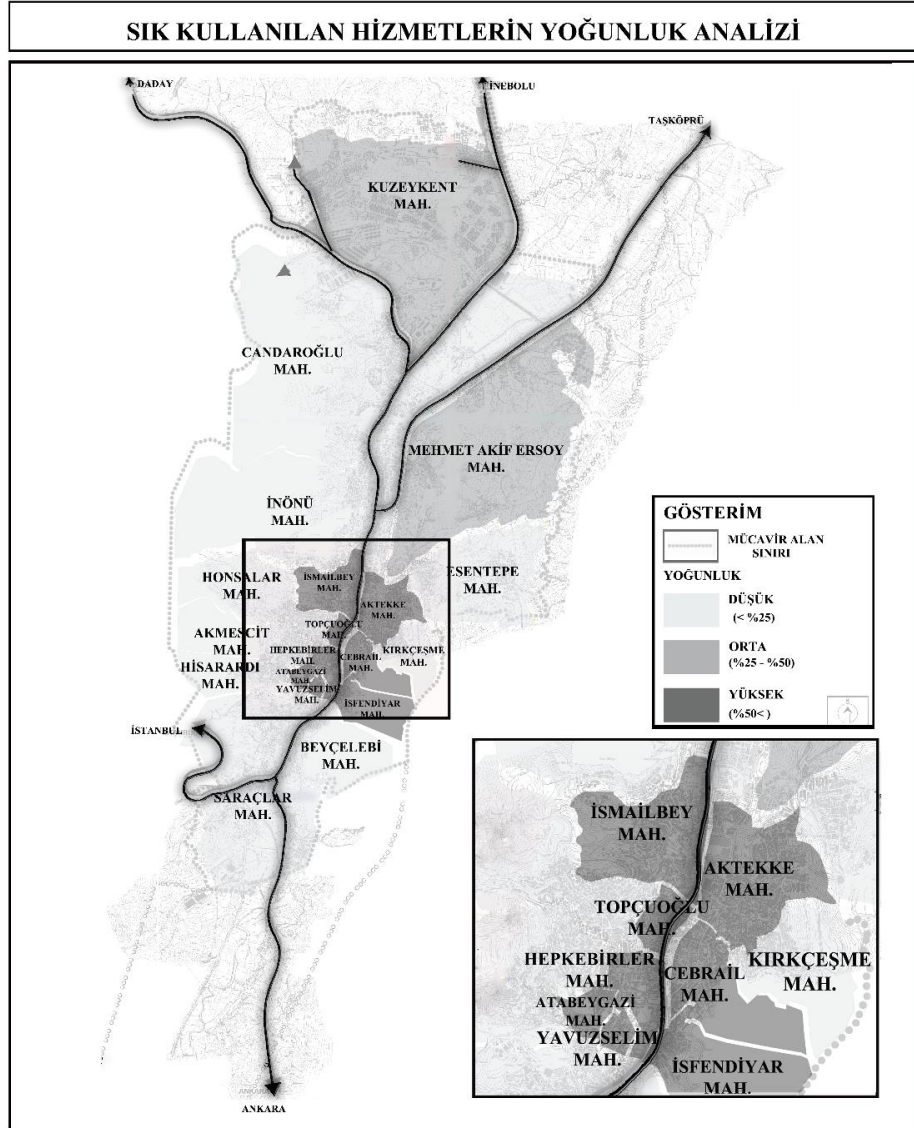 SIK KULLANILAN HİZMETLERİN YOĞUNLUK ANALİZİ
DADAY
İNEBOLU
TAŞKÖPRÜ
KUZEYKENT
MAH.
CANDAROĞLU
MAH.
MEHMET AKİF ERSOY
MAH.
İNÖNÜ
MAH.
HONSALAR
MAH.
İSMAİLBEY
MAH.
ESENTEPE
MAH.
AKTEKKE
MAH.
TOPÇUOĞLU
MAH.
AKMESCİT
MAH.
HEPKEBİRLER
MAH.
CEBRAİL
MAH.
KIRKÇEŞME
MAH.
HİSARARDI
MAH.
ATABEYGAZİ
MAH.
YAVUZSELİM
MAH.
İSFENDİYAR
MAH.
İSTANBUL
BEYÇELEBİ
MAH.
SARAÇLAR
MAH.
ANKARA
GÖSTERİM
MÜCAVİR ALAN
SINIRI
YOĞUNLUK
DÜŞÜK
(< %25)
ORTA
(%25 - %50)
YÜKSEK
(%50< )
İSMAİLBEY
MAH.
AKTEKKE
MAH.
TOPÇUOĞLU
MAH.
HEPKEBİRLER
MAH.
CEBRAİL
MAH.
KIRKÇEŞME
MAH.
ATABEYGAZİ
MAH.
YAVUZSELİM
MAH.
İSFENDİYAR
MAH.